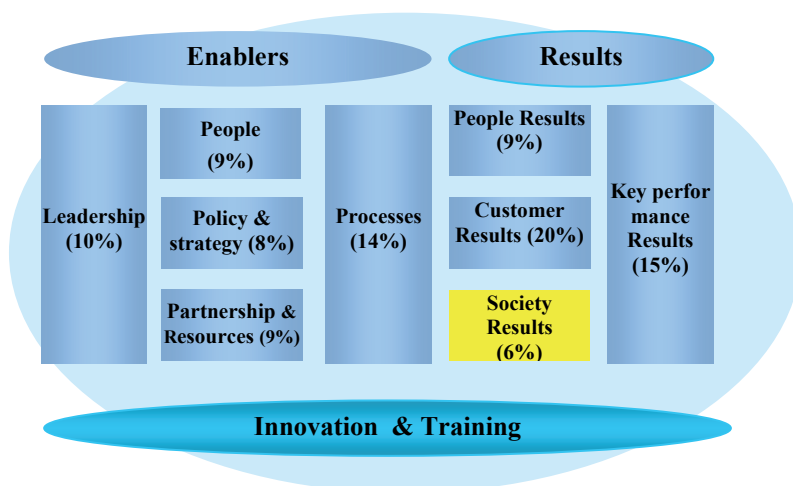 Enablers
Results
Leadership
(10%)
People
(9%)
Policy &
strategy (8%)
Partnership &
Resources (9%)
Processes
(14%)
People Results
(9%)
Customer
Results (20%)
Society
Results
(6%)
Key perfor
mance
Results
(15%)
Innovation & Training